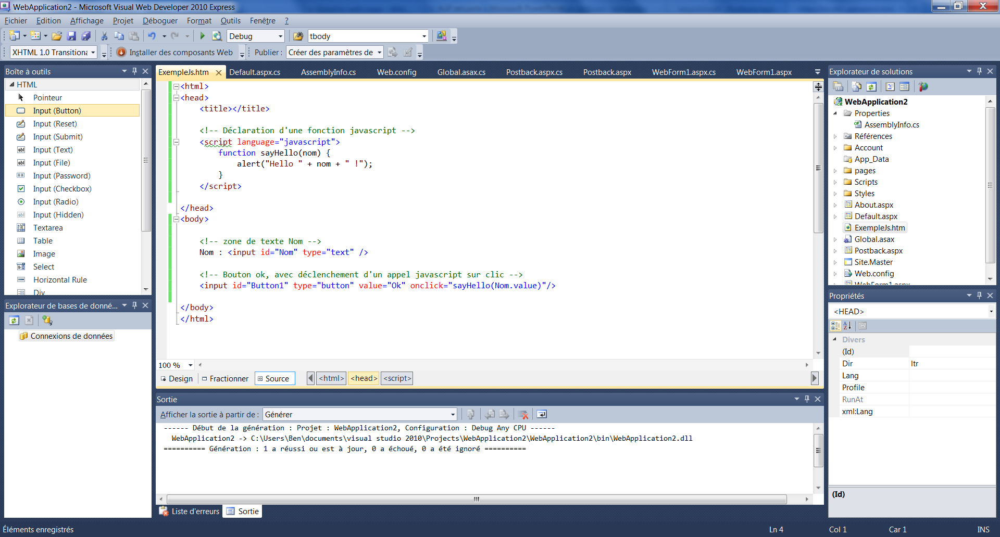 WebApplication2 - Microsoft Visual Web Developer 2010 Express
Fichier Edition Affichage Projet Déboguer Format Outils Fenêtre ?
Debug tbody
XHTML 1.0 Transitiona Installer des composants Web Publier : Créer des paramètres de
Boîte à outils
HTML
Pointeur
Input (Button)
Input (Reset)
Input (Submit)
Input (Text)
Input (File)
Input (Password)
Input (Checkbox)
Input (Radio)
Input (Hidden)
Textarea
Table
Image
Select
Horizontal Rule
Div
Explorateur de bases de donné...
Connexions de données
ExempleJs.htm Default.aspx.cs AssemblyInfo.cs Web.config Global.asax.cs Postback.aspx.cs Postback.aspx WebForm1.aspx.cs WebForm1.aspx
<html>
<head>
<title></title>
<!-- Déclaration d'une fonction javascript -->
<script language="javascript">
function sayHello(nom) {
alert("Hello " + nom + " !");
}
</script>
</head>
<body>
<!-- zone de texte Nom -->
Nom : <input id="Nom" type="text" />
<!-- Bouton ok, avec déclenchement d'un appel javascript sur clic -->
<input id="Button1" type="button" value="Ok" onclick="sayHello(Nom.value)"/>
</body>
</html>
100 %
Design Fractionner Source <html> <head> <script>
Sortie
Afficher la sortie à partir de : Générer
------ Début de la génération : Projet : WebApplication2, Configuration : Debug Any CPU ------
WebApplication2 -> C:\Users\Ben\documents\visual studio 2010\Projects\WebApplication2\WebApplication2\bin\WebApplication2.dll
========== Génération : 1 a réussi ou est à jour, 0 a échoué, 0 a été ignoré ==========
Liste d'erreurs Sortie
Explorateur de solutions
WebApplication2
Properties
AssemblyInfo.cs
Références
Account
App_Data
pages
Scripts
Styles
About.aspx
Default.aspx
ExempleJs.htm
Global.asax
Postback.aspx
Site.Master
Web.config
WebForm1.aspx
Propriétés
<HEAD>
Divers
(Id)
Dir ltr
Lang
Profile
RunAt
xml:Lang
(Id)
Éléments enregistrés Ln 4 Col 1 Car 1 INS